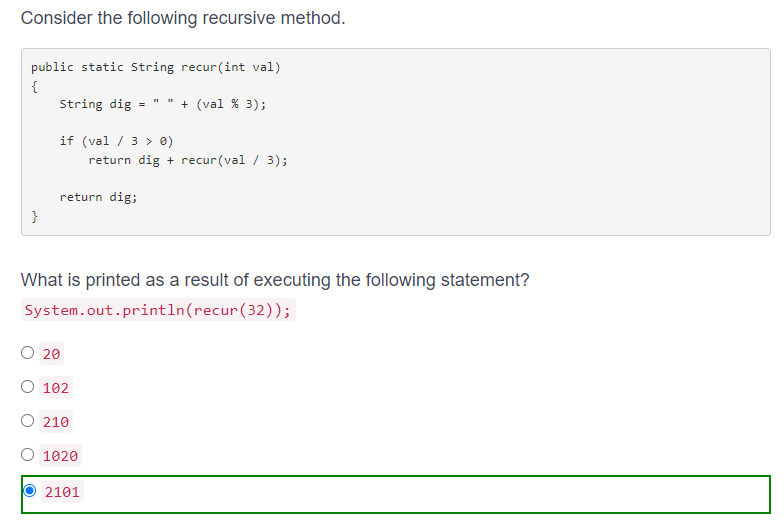 Consider the following recursive method.
public static String recur(int val)
{
    String dig = " " + (val % 3);
    if (val / 3 > 0)
        return dig + recur(val / 3);
    return dig;
}
What is printed as a result of executing the following statement?
System.out.println(recur(32));
20
102
210
1020
2101